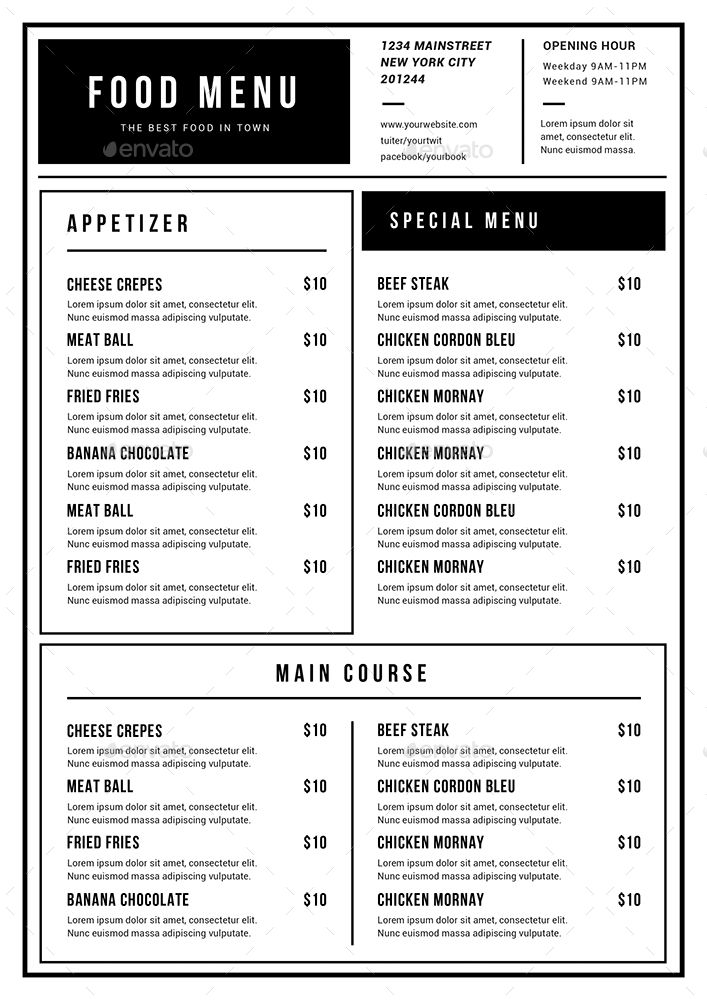 FOOD MENU
THE BEST FOOD IN TOWN
1234 MAINSTREET
NEW YORK CITY
201244
www.yourwebsite.com
tuiter/yourtwit
pacebook/yourbook
OPENING HOUR
Weekday 9AM-11PM
Weekend 9AM-11PM
Lorem ipsum dolor sit
amet, consectetur elit.
Nunc euismod massa.
envato
envato
APPETIZER
CHEESE CREPES $10
Lorem ipsum dolor sit amet, consectetur elit.
Nunc euismod massa adipiscing vulputate.
MEAT BALL $10
Lorem ipsum dolor sit amet, consectetur elit.
Nunc euismod massa adipiscing vulputate.
FRIED FRIES $10
Lorem ipsum dolor sit amet, consectetur elit.
Nunc euismod massa adipiscing vulputate.
BANANA CHOCOLATE $10
envato
Lorem ipsum dolor sit amet, consectetur elit.
Nunc euismod massa adipiscing vulputate.
MEAT BALL $10
Lorem ipsum dolor sit amet, consectetur elit.
Nunc euismod massa adipiscing vulputate.
FRIED FRIES $10
Lorem ipsum dolor sit amet, consectetur elit.
Nunc euismod massa adipiscing vulputate.
SPECIAL MENU
BEEF STEAK $10
Lorem ipsum dolor sit amet, consectetur elit.
Nunc euismod massa adipiscing vulputate.
CHICKEN CORDON BLEU $10
Lorem ipsum dolor sit amet, consectetur elit.
Nunc euismod massa adipiscing vulputate.
CHICKEN MORNAY $10
Lorem ipsum dolor sit amet, consectetur elit.
Nunc euismod massa adipiscing vulputate.
CHICKEN MORNAY $10
envato
Lorem ipsum dolor sit amet, consectetur elit.
Nunc euismod massa adipiscing vulputate.
CHICKEN CORDON BLEU $10
Lorem ipsum dolor sit amet, consectetur elit.
Nunc euismod massa adipiscing vulputate.
CHICKEN MORNAY $10
Lorem ipsum dolor sit amet, consectetur elit.
Nunc euismod massa adipiscing vulputate.
MAIN COURSE
CHEESE CREPES $10
Lorem ipsum dolor sit amet, consectetur elit.
envato
Nunc euismod massa adipiscing vulputate.
MEAT BALL $10
Lorem ipsum dolor sit amet, consectetur elit.
Nunc euismod massa adipiscing vulputate.
FRIED FRIES $10
Lorem ipsum dolor sit amet, consectetur elit.
Nunc euismod massa adipiscing vulputate.
BANANA CHOCOLATE $10
Lorem ipsum dolor sit amet, consectetur elit.
Nunc euismod massa adipiscing vulputate.
BEEF STEAK $10
Lorem ipsum dolor sit amet, consectetur elit.
envato
Nunc euismod massa adipiscing vulputate.
CHICKEN CORDON BLEU $10
Lorem ipsum dolor sit amet, consectetur elit.
Nunc euismod massa adipiscing vulputate.
CHICKEN MORNAY $10
Lorem ipsum dolor sit amet, consectetur elit.
Nunc euismod massa adipiscing vulputate.
CHICKEN MORNAY $10
Lorem ipsum dolor sit amet, consectetur elit.
Nunc euismod massa adipiscing vulputate.